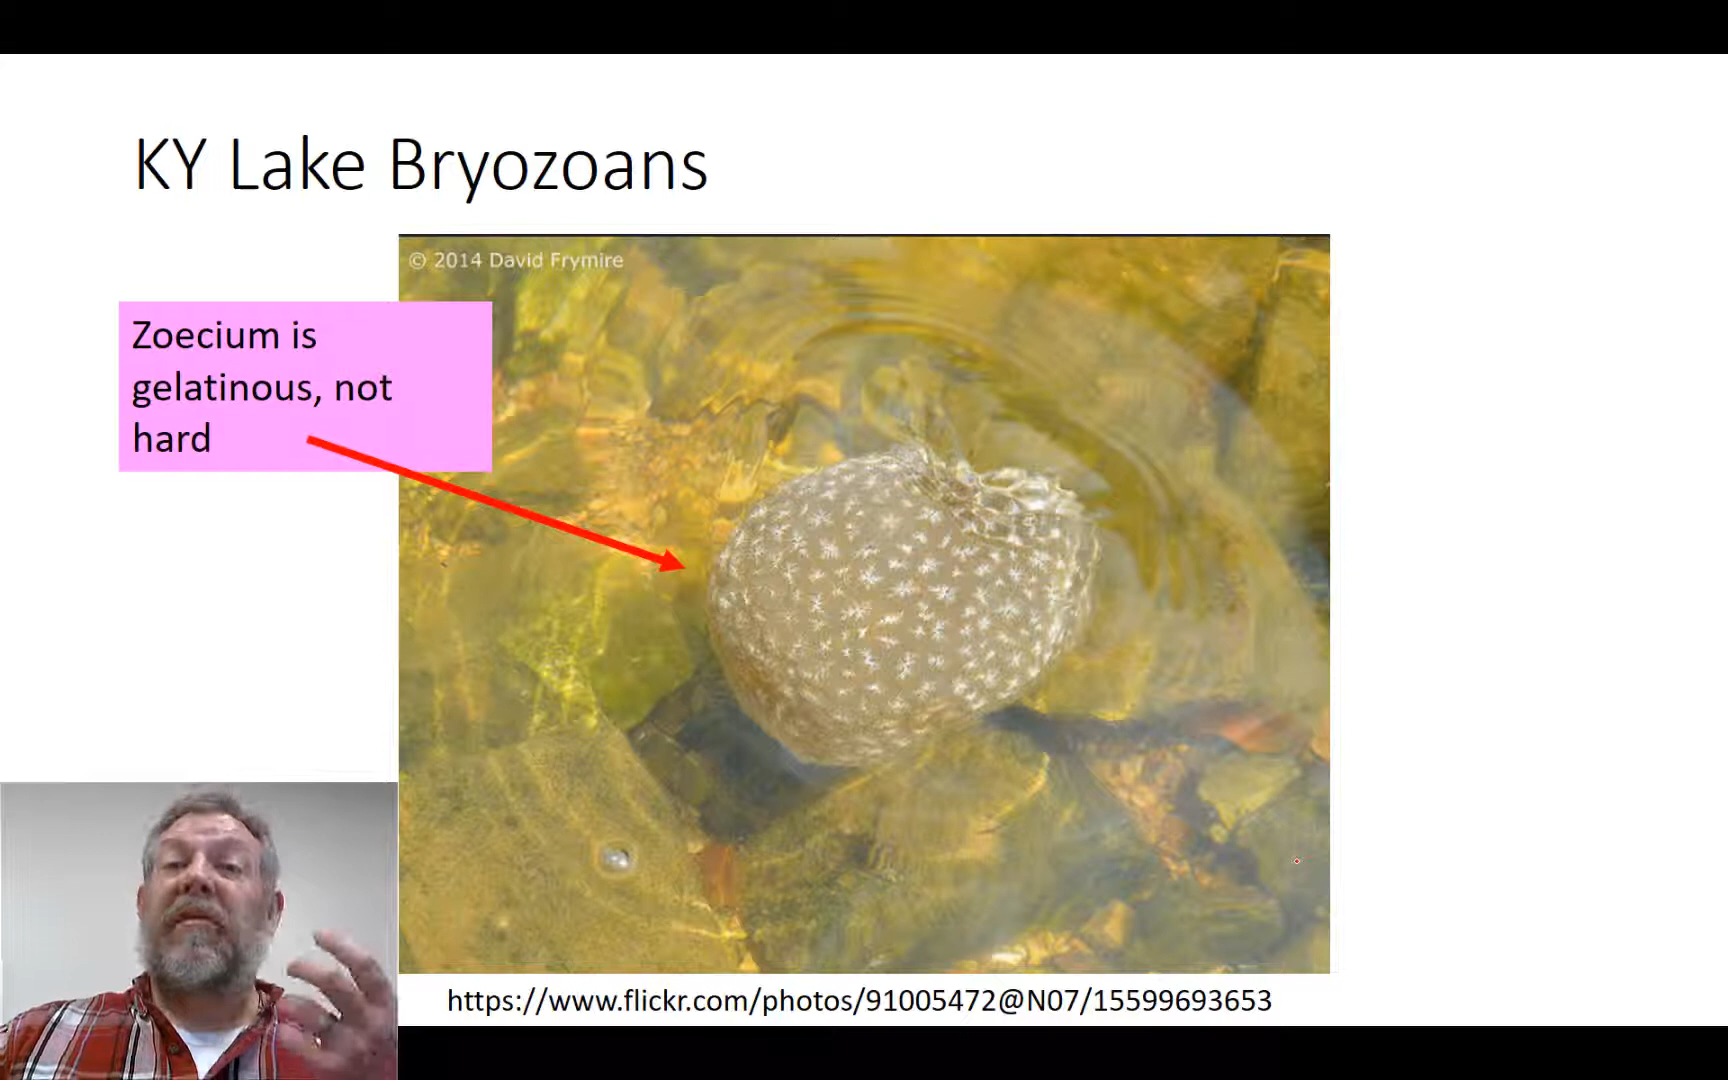 KY Lake Bryozoans
© 2014 David Frymire
Zoecium is
gelatinous, not
hard
https://www.flickr.com/photos/91005472@N07/15599693653